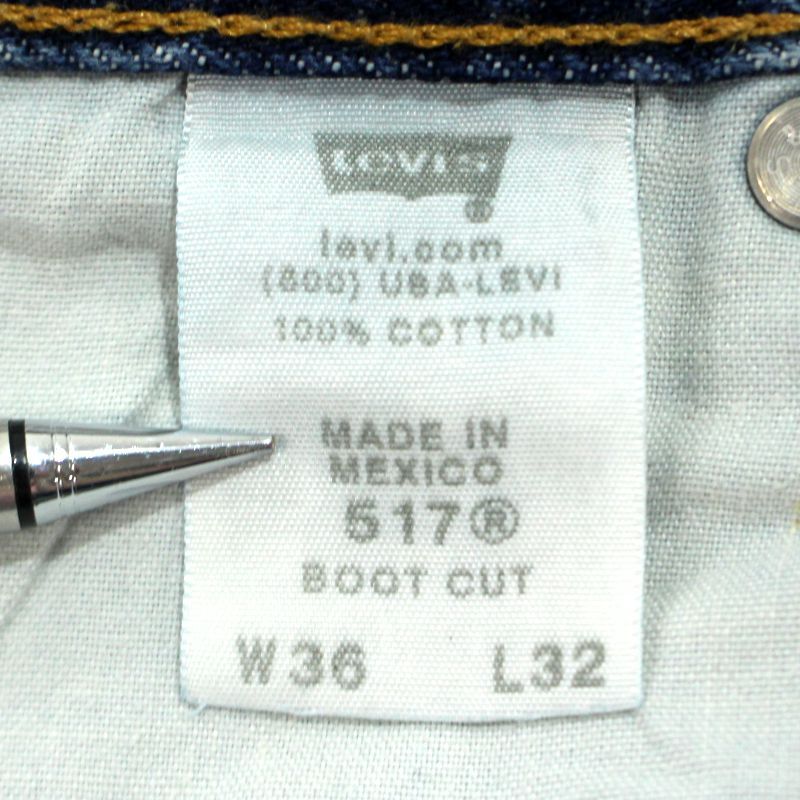 Levi's®
levi.com
(800) USA-LEVI
100% COTTON
MADE IN
MEXICO
517®
BOOT CUT
W36 L32